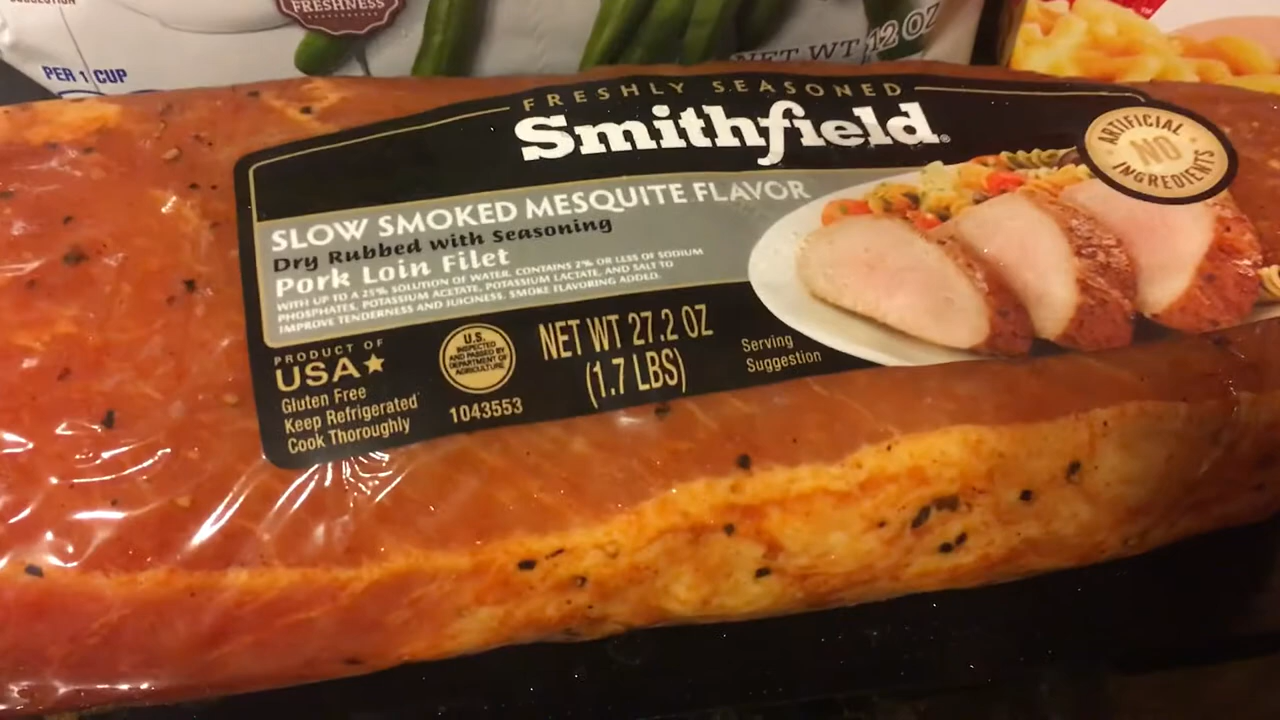 SUGGESTION
FRESHNESS
PER 1 CUP
NET WT 12 OZ
FRESHLY SEASONED
Smithfield®
ARTIFICIAL
NO
INGREDIENTS
SLOW SMOKED MESQUITE FLAVOR
Dry Rubbed with Seasoning
Pork Loin Filet
WITH UP TO A 25% SOLUTION OF WATER. CONTAINS 2% OR LESS OF SODIUM
PHOSPHATES, POTASSIUM ACETATE, POTASSIUM LACTATE, AND SALT TO
IMPROVE TENDERNESS AND JUICINESS. SMOKE FLAVORING ADDED.
PRODUCT OF
USA
Gluten Free
Keep Refrigerated
Cook Thoroughly
U.S.
INSPECTED
AND PASSED BY
DEPARTMENT OF
AGRICULTURE
1043553
NET WT 27.2 OZ
(1.7 LBS)
Serving
Suggestion